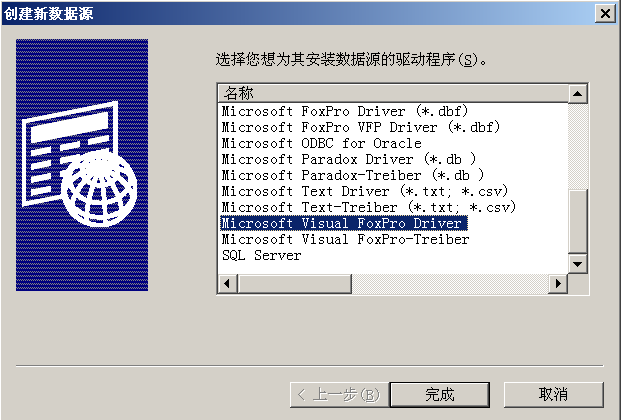 创建新数据源
选择您想为其安装数据源的驱动程序(S)。
名称
Microsoft FoxPro Driver (*.dbf)
Microsoft FoxPro VFP Driver (*.dbf)
Microsoft ODBC for Oracle
Microsoft Paradox Driver (*.db )
Microsoft Paradox-Treiber (*.db )
Microsoft Text Driver (*.txt; *.csv)
Microsoft Text-Treiber (*.txt; *.csv)
Microsoft Visual FoxPro Driver
Microsoft Visual FoxPro-Treiber
SQL Server
< 上一步(B)
完成
取消